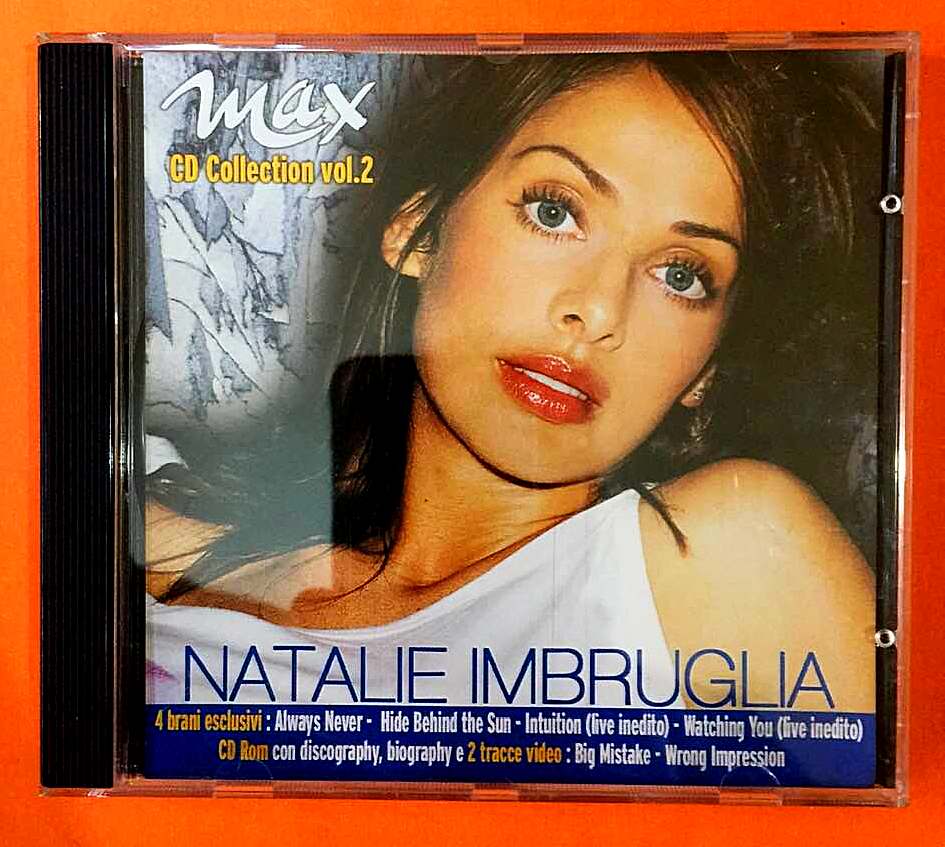 max
CD Collection vol.2
NATALIE IMBRUGLIA
4 brani esclusivi : Always Never - Hide Behind the Sun - Intuition (live inedito) - Watching You (live inedito)
CD Rom con discography, biography e 2 tracce video : Big Mistake - Wrong Impression